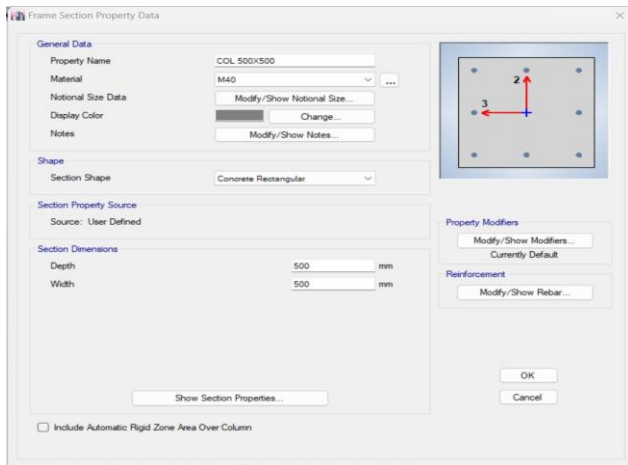 Frame Section Property Data
General Data
Property Name COL 500X500
Material M40 ...
Notional Size Data Modify/Show Notional Size...
Display Color Change...
Notes Modify/Show Notes...
Shape
Section Shape Concrete Rectangular
Section Property Source
Source: User Defined
Section Dimensions
Depth 500 mm
Width 500 mm
Show Section Properties...
Include Automatic Rigid Zone Area Over Column
2
3
Property Modifiers
Modify/Show Modifiers...
Currently Default
Reinforcement
Modify/Show Rebar...
OK
Cancel